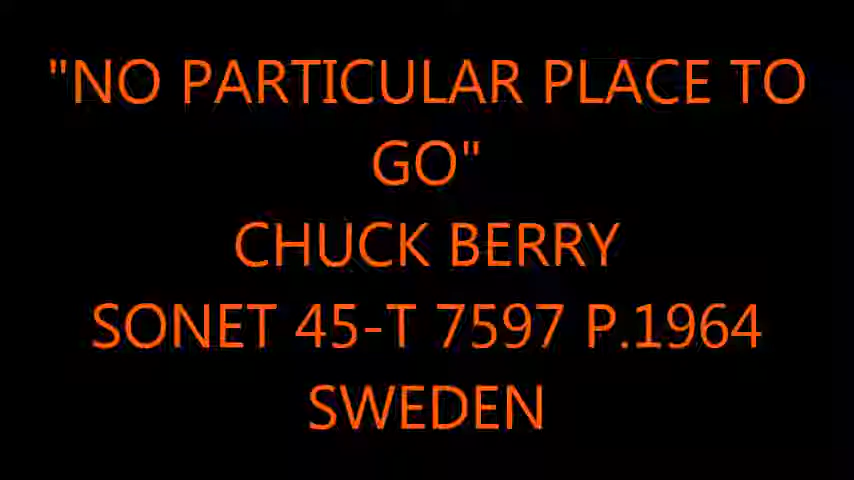 "NO PARTICULAR PLACE TO
GO"
CHUCK BERRY
SONET 45-T 7597 P.1964
SWEDEN